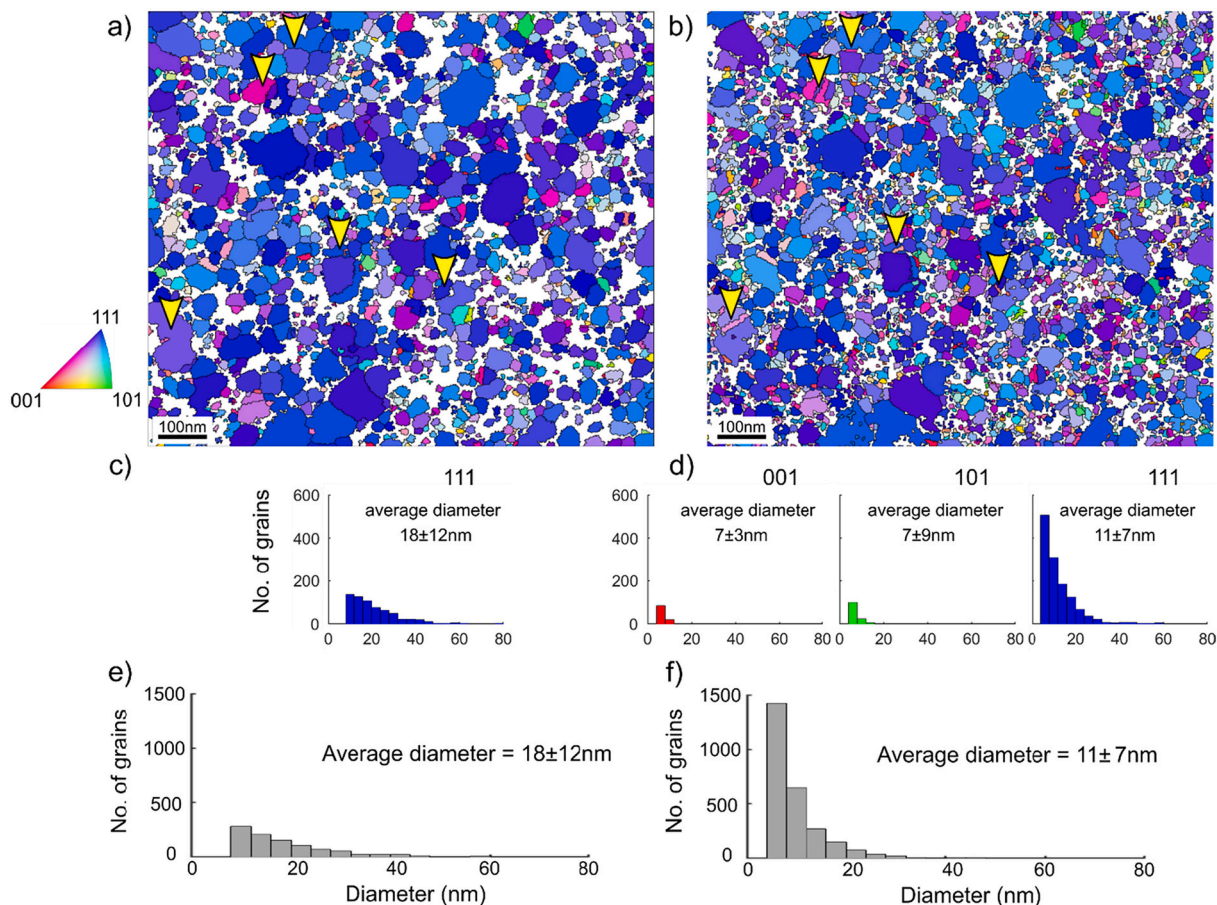 a)
b)
111
001
101
100nm
100nm
c)
111
d)
001
101
111
No. of grains
600
400
200
0
average diameter
18±12nm
0
20
40
60
80
600
400
200
0
average diameter
7±3nm
0
20
40
60
80
average diameter
7±9nm
0
20
40
60
80
average diameter
11±7nm
0
20
40
60
80
e)
No. of grains
1500
1000
500
0
Average diameter = 18±12nm
0
20
40
60
80
Diameter (nm)
f)
No. of grains
1500
1000
500
0
Average diameter = 11±7nm
0
20
40
60
80
Diameter (nm)